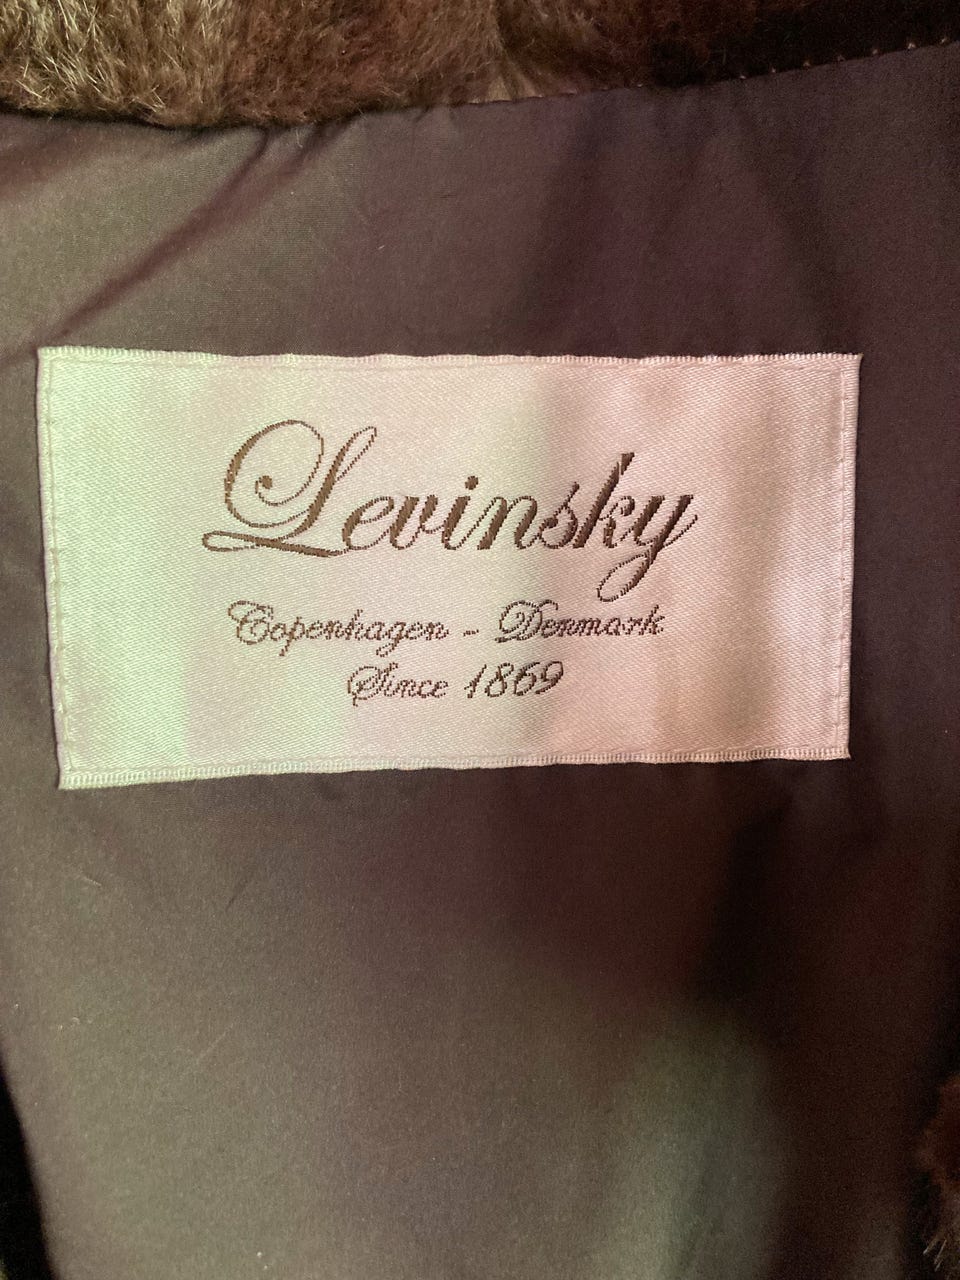 Levinsky
Copenhagen - Denmark
Since 1869